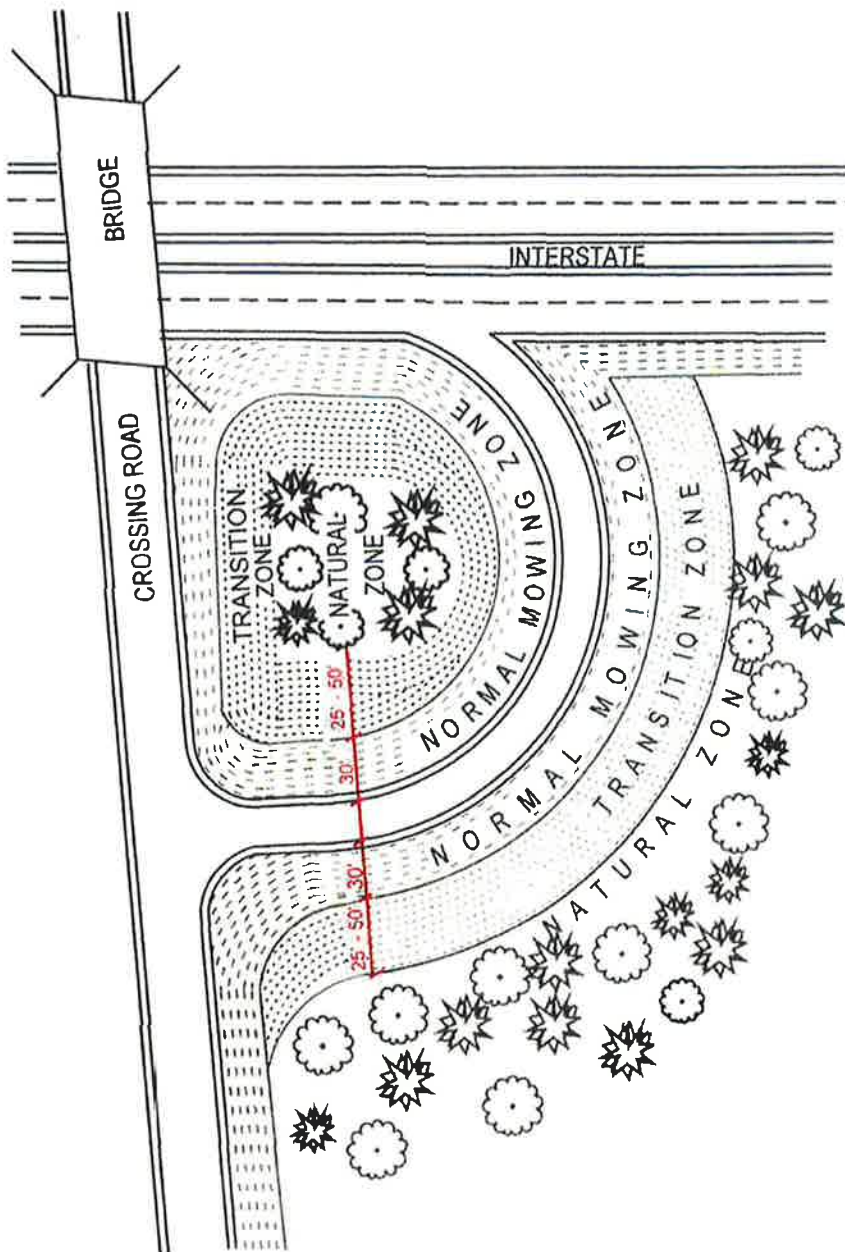 BRIDGE
INTERSTATE
CROSSING ROAD
TRANSITION
ZONE
NATURAL
ZONE
NORMAL MOWING ZONE
25' - 50'
30'
NORMAL MOWING ZONE
TRANSITION ZONE
NATURAL ZONE
30'
25' - 50'